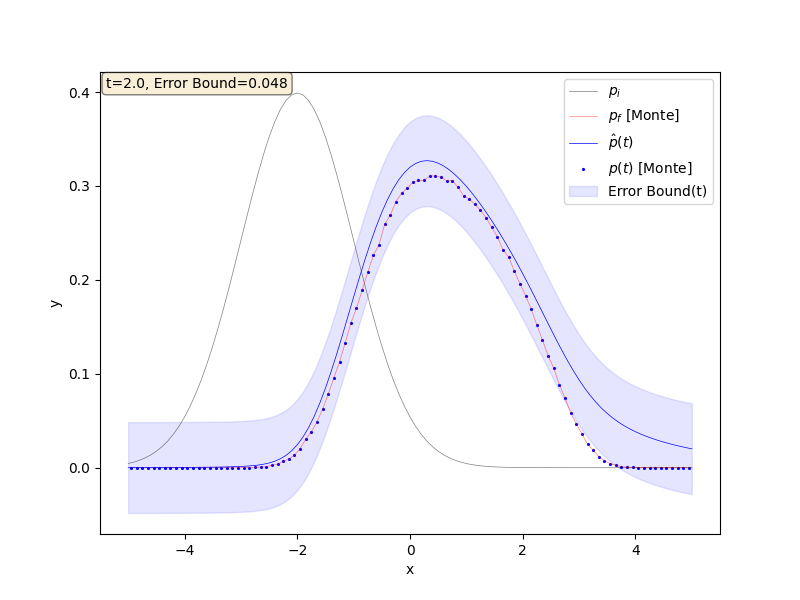 t=2.0, Error Bound=0.048
p_i
p_f [Monte]
p̂(t)
p(t) [Monte]
Error Bound(t)
0.4
0.3
0.2
0.1
0.0
y
−4
−2
0
2
4
x